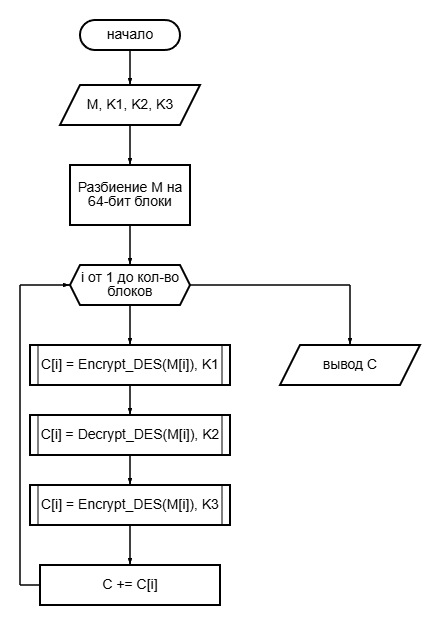 начало
M, K1, K2, K3
Разбиение M на
64-бит блоки
i от 1 до кол-во
блоков
C[i] = Encrypt_DES(M[i]), K1
вывод C
C[i] = Decrypt_DES(M[i]), K2
C[i] = Encrypt_DES(M[i]), K3
C += C[i]